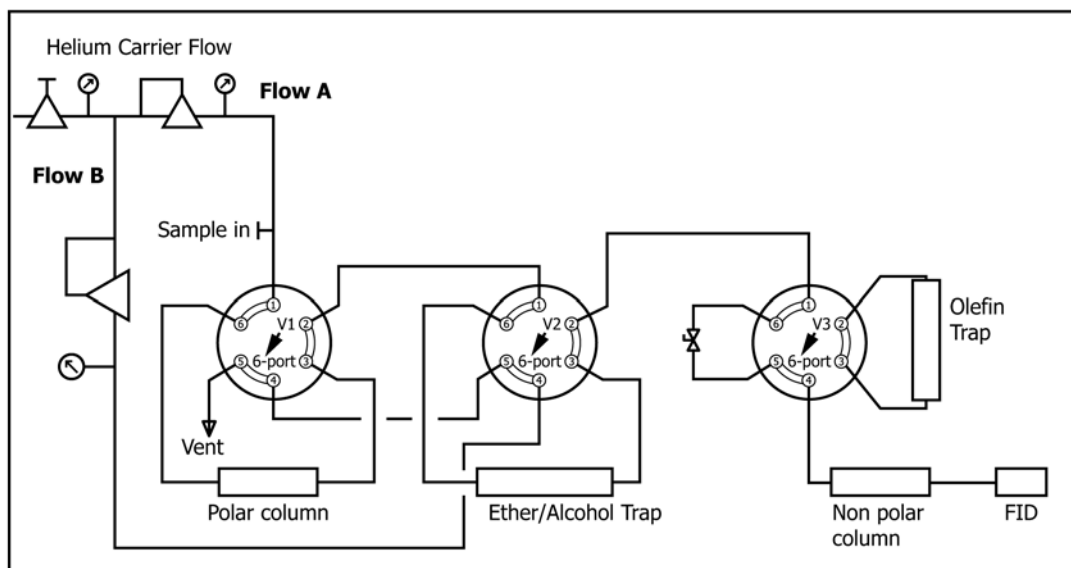 Helium Carrier Flow
Flow A
Flow B
Sample in
1
6
V1
2
6-port
5
3
4
Vent
Polar column
1
6
V2
2
6-port
5
3
4
Ether/Alcohol Trap
1
6
V3
2
6-port
5
3
4
Olefin
Trap
Non polar
column
FID